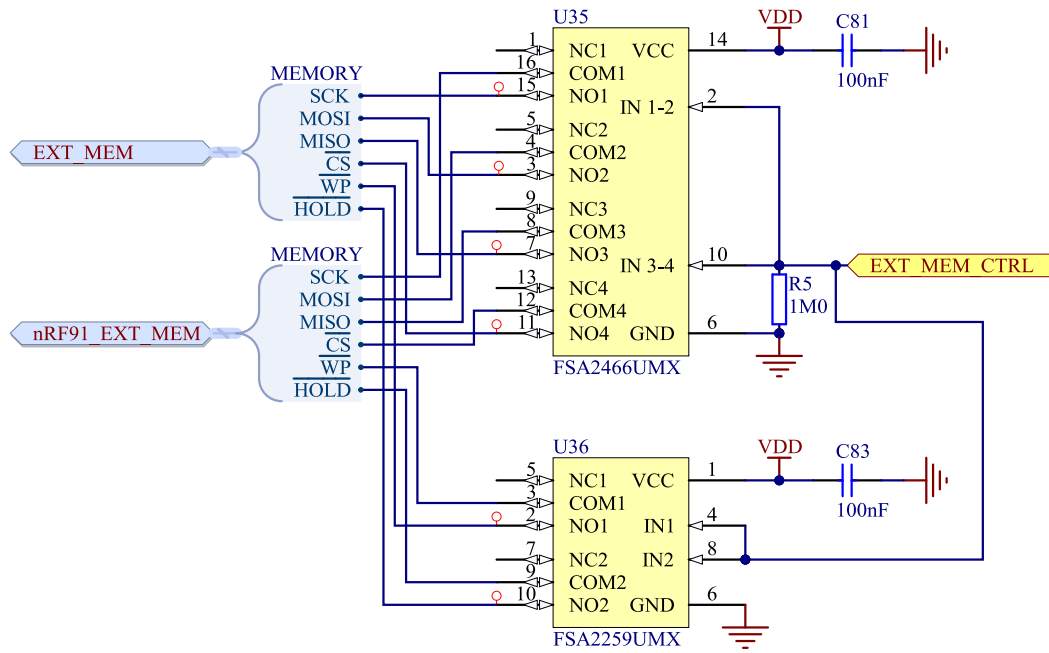 U35
VDD
C81
100nF
1 NC1 VCC 14
16 COM1
15 NO1 IN 1-2 2
5 NC2
4 COM2
3 NO2
9 NC3
8 COM3
7 NO3 IN 3-4 10
13 NC4
12 COM4
11 NO4 GND 6
FSA2466UMX
MEMORY
SCK
MOSI
MISO
CS
WP
HOLD
EXT_MEM
MEMORY
SCK
MOSI
MISO
CS
WP
HOLD
nRF91_EXT_MEM
EXT_MEM_CTRL
R5
1M0
U36
VDD
C83
100nF
5 NC1 VCC 1
3 COM1
2 NO1 IN1 4
7 NC2 IN2 8
9 COM2
10 NO2 GND 6
FSA2259UMX